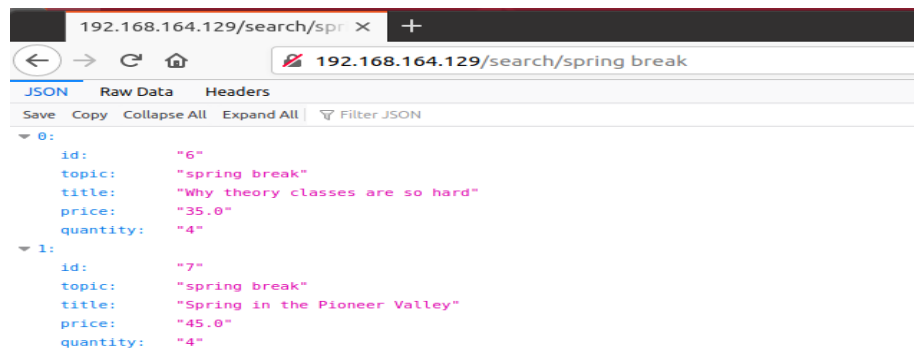 192.168.164.129/search/spr
192.168.164.129/search/spring break
JSON Raw Data Headers
Save Copy Collapse All Expand All Filter JSON
0:
id: "6"
topic: "spring break"
title: "Why theory classes are so hard"
price: "35.0"
quantity: "4"
1:
id: "7"
topic: "spring break"
title: "Spring in the Pioneer Valley"
price: "45.0"
quantity: "4"